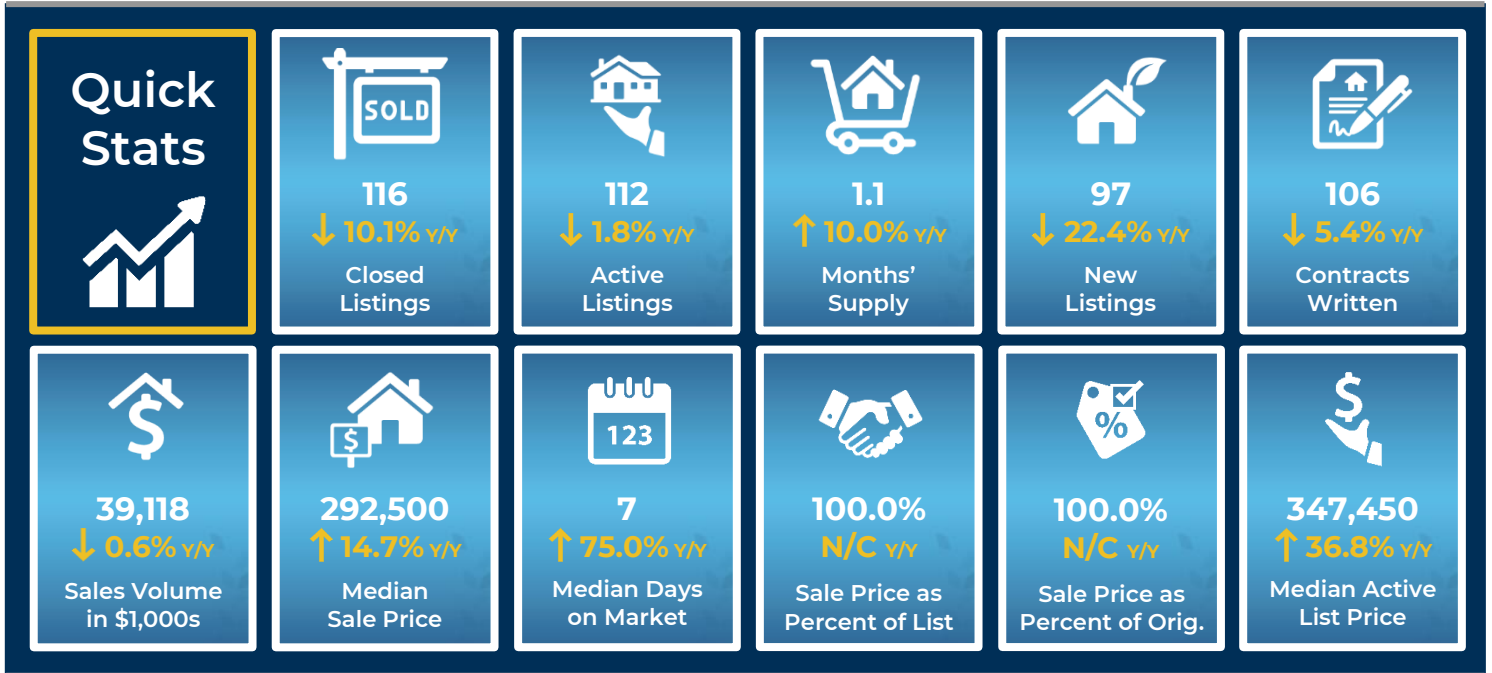 Quick
Stats
SOLD
116
↓ 10.1% Y/Y
Closed
Listings
112
↓ 1.8% Y/Y
Active
Listings
1.1
↑ 10.0% Y/Y
Months’
Supply
97
↓ 22.4% Y/Y
New
Listings
106
↓ 5.4% Y/Y
Contracts
Written
$
39,118
↓ 0.6% Y/Y
Sales Volume
in $1,000s
$
292,500
↑ 14.7% Y/Y
Median
Sale Price
123
7
↑ 75.0% Y/Y
Median Days
on Market
100.0%
N/C Y/Y
Sale Price as
Percent of List
%
100.0%
N/C Y/Y
Sale Price as
Percent of Orig.
$
347,450
↑ 36.8% Y/Y
Median Active
List Price